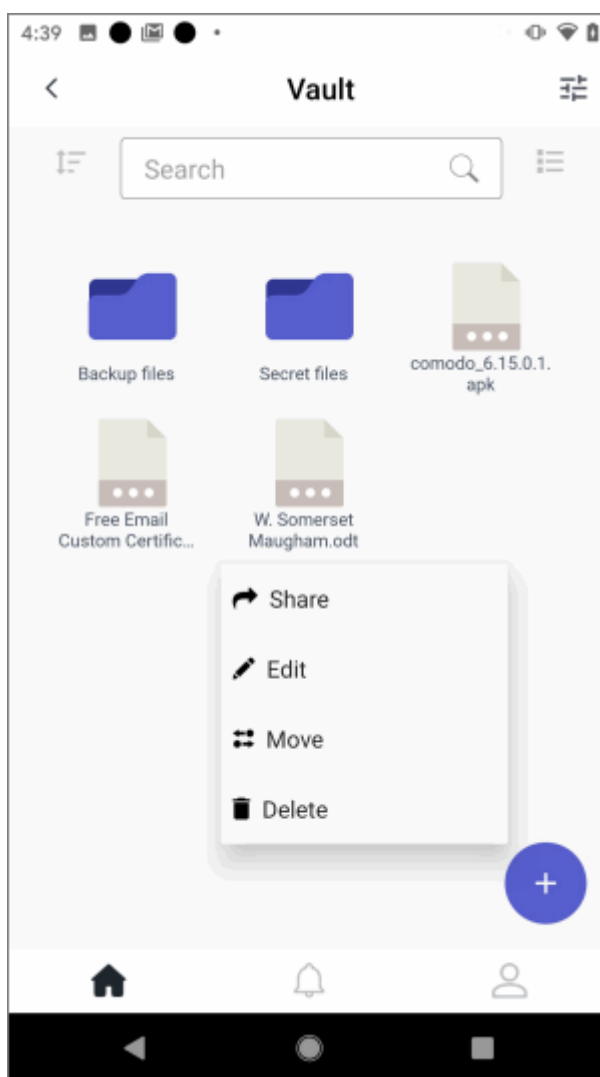 4:39
Vault
Search
Backup files
Secret files
comodo_6.15.0.1.
apk
Free Email
Custom Certific...
W. Somerset
Maugham.odt
Share
Edit
Move
Delete